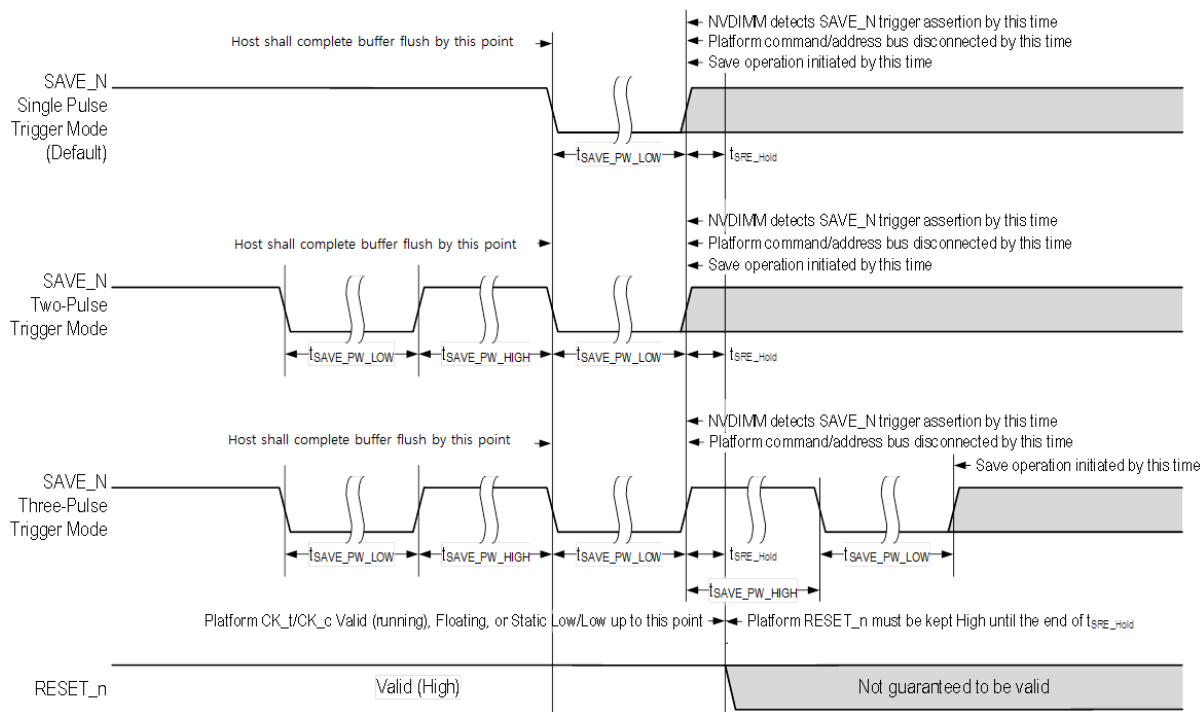 NVDIMM detects SAVE_N trigger assertion by this time
Host shall complete buffer flush by this point
Platform command/address bus disconnected by this time
Save operation initiated by this time
SAVE_N
Single Pulse
Trigger Mode
(Default)
tSAVE_PW_LOW
tSRE_Hold
NVDIMM detects SAVE_N trigger assertion by this time
Host shall complete buffer flush by this point
Platform command/address bus disconnected by this time
Save operation initiated by this time
SAVE_N
Two-Pulse
Trigger Mode
tSAVE_PW_LOW
tSAVE_PW_HIGH
tSAVE_PW_LOW
tSRE_Hold
NVDIMM detects SAVE_N trigger assertion by this time
Host shall complete buffer flush by this point
Platform command/address bus disconnected by this time
Save operation initiated by this time
SAVE_N
Three-Pulse
Trigger Mode
tSAVE_PW_LOW
tSAVE_PW_HIGH
tSAVE_PW_LOW
tSRE_Hold
tSAVE_PW_LOW
tSAVE_PW_HIGH
Platform CK_t/CK_c Valid (running), Floating, or Static Low/Low up to this point
Platform RESET_n must be kept High until the end of tSRE_Hold
RESET_n
Valid (High)
Not guaranteed to be valid